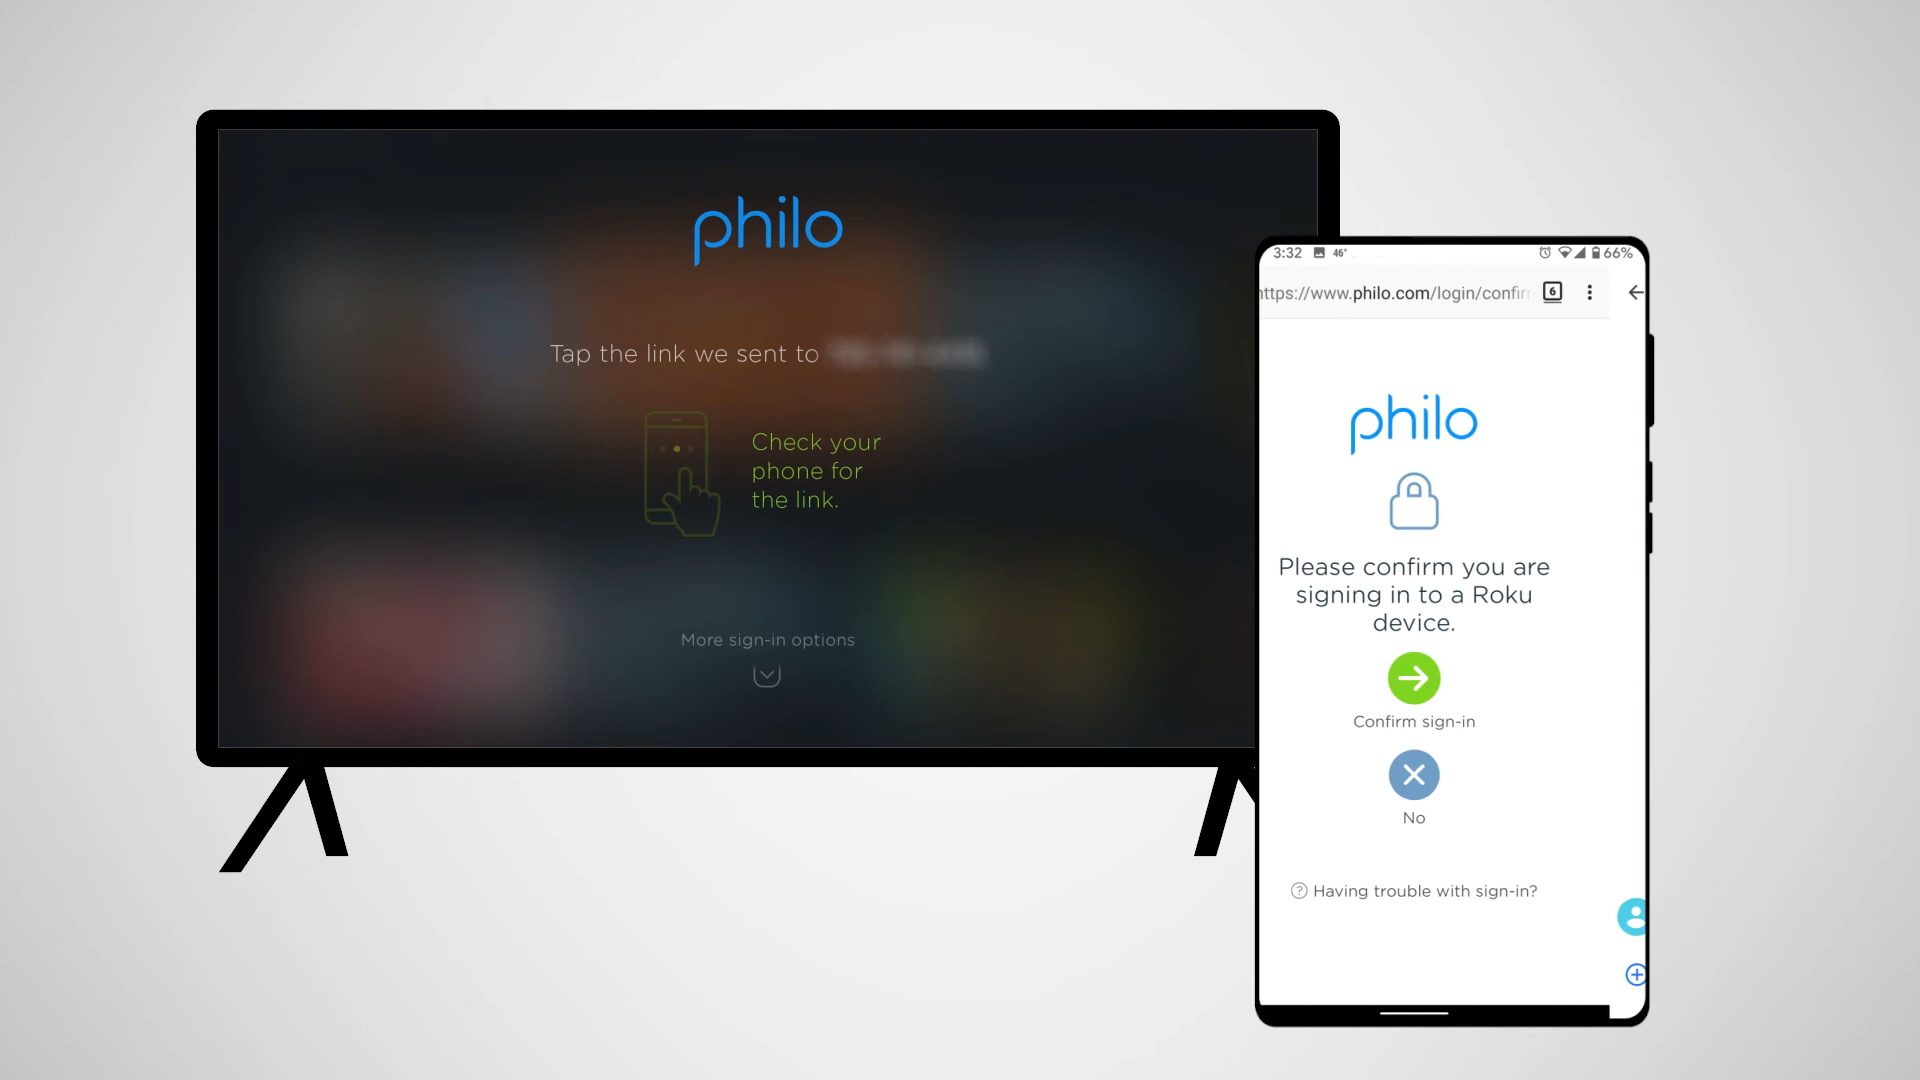 philo
Tap the link we sent to
Check your
phone for
the link.
More sign-in options
3:32 46° 66%
https://www.philo.com/login/confir
6
philo
Please confirm you are
signing in to a Roku
device.
Confirm sign-in
No
? Having trouble with sign-in?